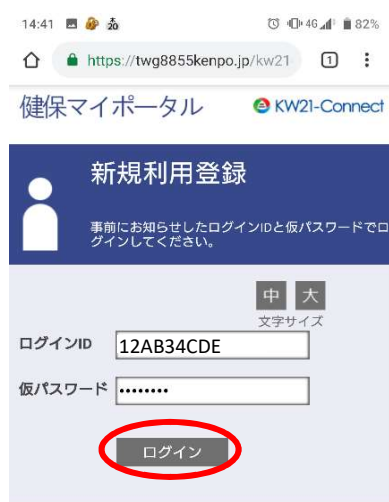 14:41 20 46 82%
https://twg8855kenpo.jp/kw21 1
健保マイポータル KW21-Connect
新規利用登録
事前にお知らせしたログインIDと仮パスワードでロ
グインしてください。
中 大
文字サイズ
ログインID 12AB34CDE
仮パスワード ••••••••
ログイン